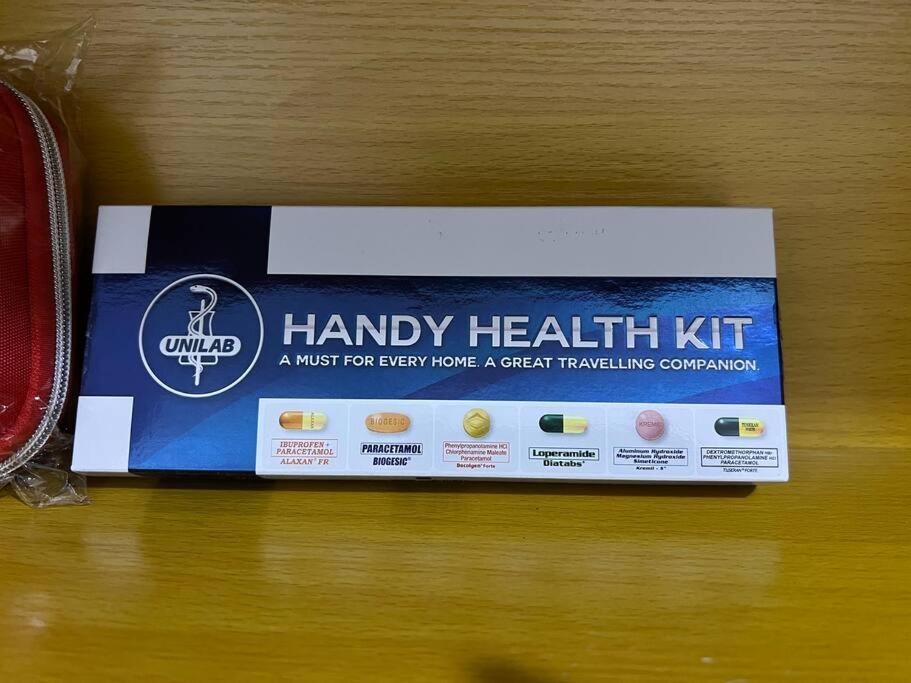 UNILAB
HANDY HEALTH KIT
A MUST FOR EVERY HOME. A GREAT TRAVELLING COMPANION.
IBUPROFEN +
PARACETAMOL
ALAXAN® FR
BIOGESIC
PARACETAMOL
BIOGESIC®
Phenylpropanolamine HCl
Chlorphenamine Maleate
Paracetamol
Decolgen® Forte
Loperamide
Diatabs®
KREMIL
Aluminum Hydroxide
Magnesium Hydroxide
Simeticone
Kremil - S®
TUSERAN
FORTE
DEXTROMETHORPHAN HBr
PHENYLPROPANOLAMINE HCl
PARACETAMOL
TUSERAN® FORTE